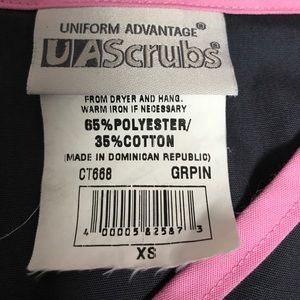 UNIFORM ADVANTAGE®
UAScrubs®
FROM DRYER AND HANG.
WARM IRON IF NECESSARY
65%POLYESTER/
35%COTTON
(MADE IN DOMINICAN REPUBLIC)
CT668 GRPIN
4 00005 82587 3
XS